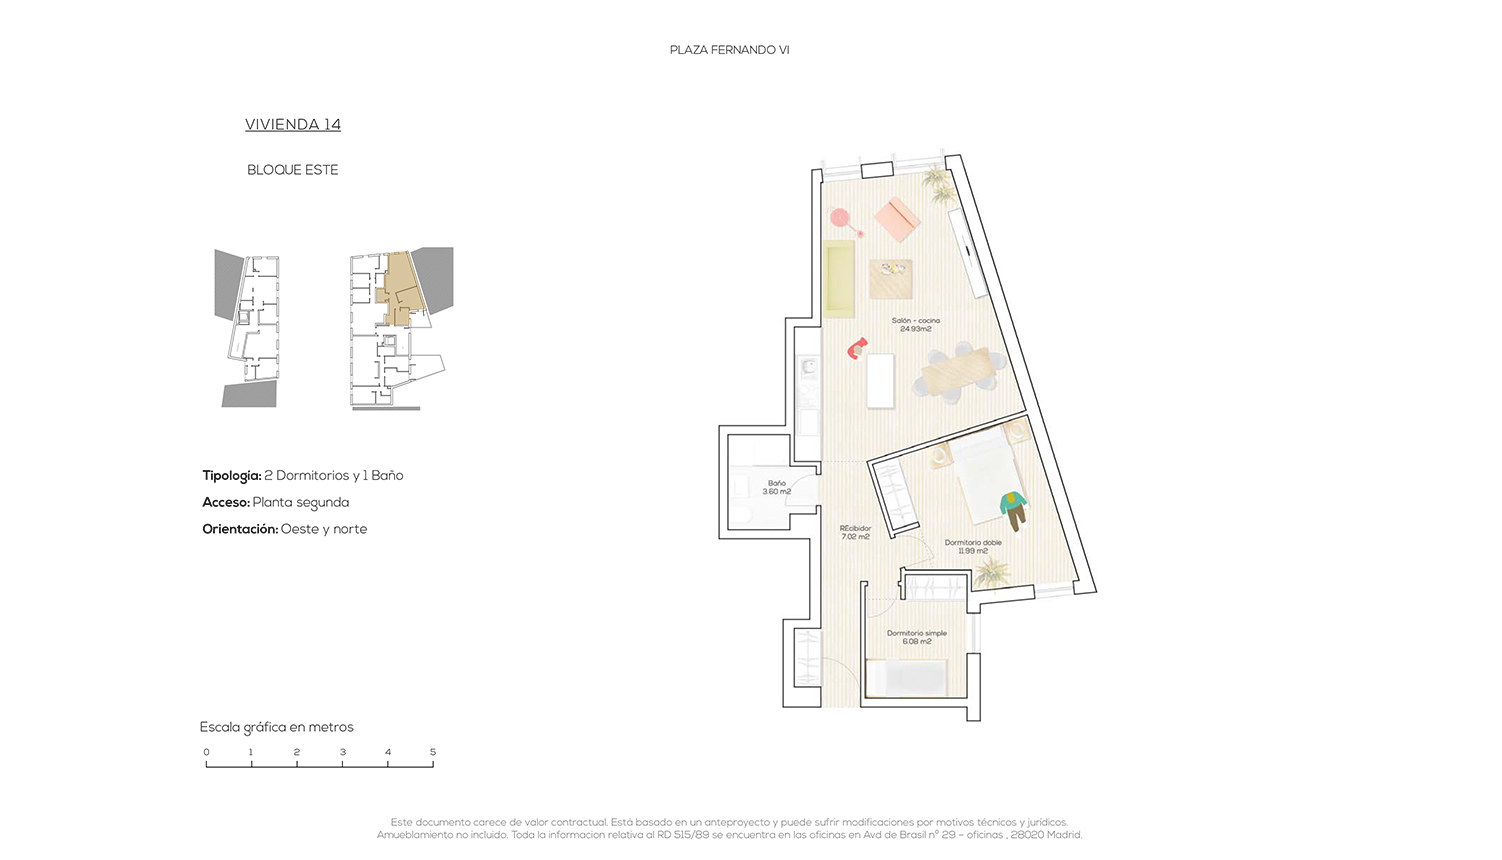 PLAZA FERNANDO VI
VIVIENDA 14
BLOQUE ESTE
Tipología: 2 Dormitorios y 1 Baño
Acceso: Planta segunda
Orientación: Oeste y norte
Salón - cocina
24.93m2
Baño
3.60 m2
REcibidor
7.02 m2
Dormitorio doble
11.99 m2
Dormitorio simple
6.08 m2
Escala gráfica en metros
0 1 2 3 4 5
Este documento carece de valor contractual. Está basado en un anteproyecto y puede sufrir modificaciones por motivos técnicos y jurídicos.
Amueblamiento no incluido. Toda la informacion relativa al RD 515/89 se encuentra en las oficinas en Avd de Brasil nº 29 – oficinas , 28020 Madrid.